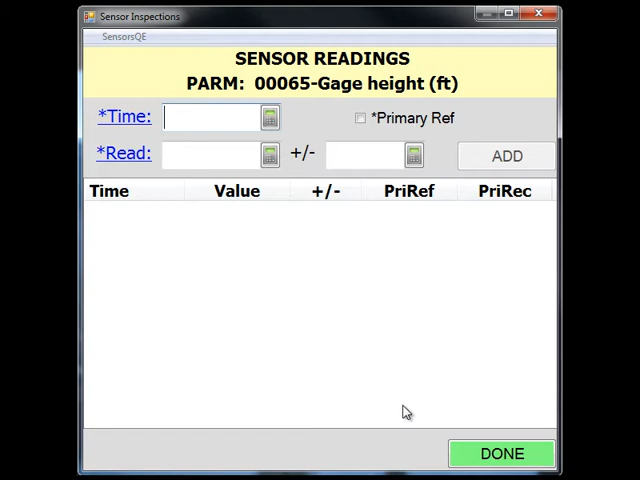 Sensor Inspections
SensorsQE
SENSOR READINGS
PARM: 00065-Gage height (ft)
*Time:
*Primary Ref
*Read:
+/-
ADD
Time Value +/- PriRef PriRec
DONE